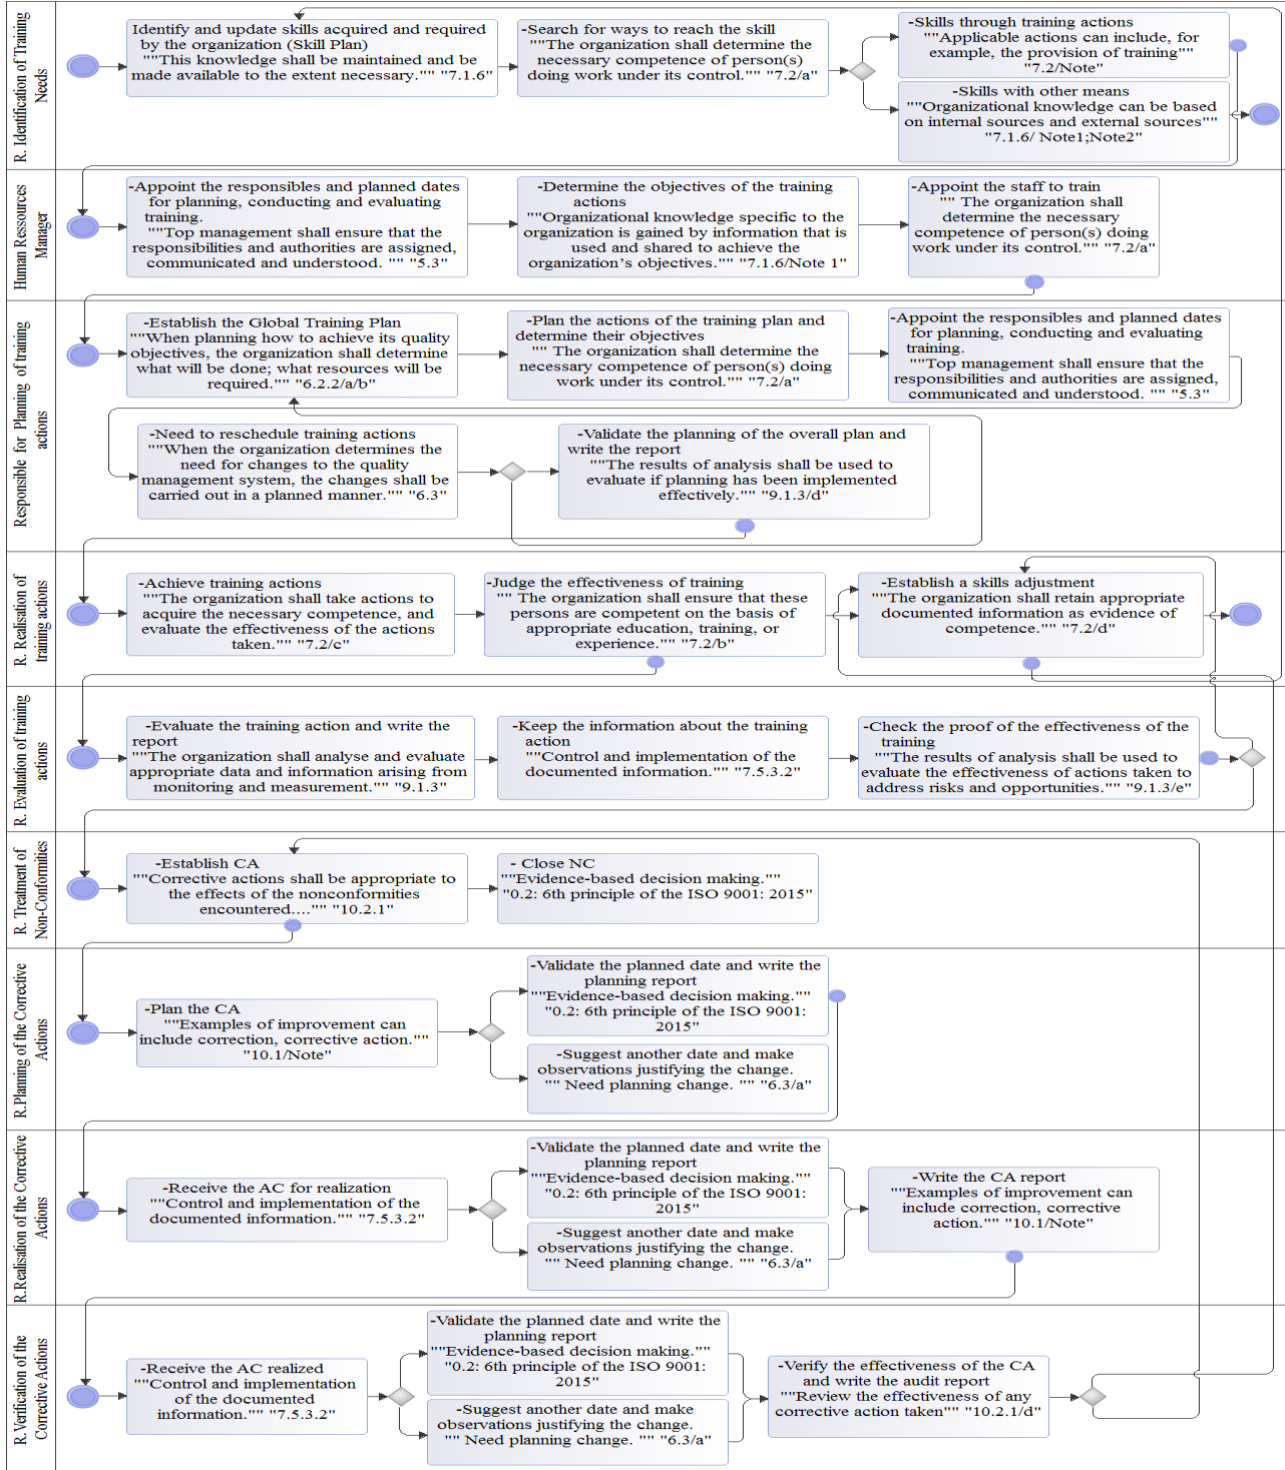 R. Identification of Training
Needs
Identify and update skills acquired and required
by the organization (Skill Plan)
""This knowledge shall be maintained and be
made available to the extent necessary."" "7.1.6"
-Search for ways to reach the skill
""The organization shall determine the
necessary competence of person(s)
doing work under its control."" "7.2/a"
-Skills through training actions
""Applicable actions can include, for
example, the provision of training""
"7.2/Note"
-Skills with other means
""Organizational knowledge can be based
on internal sources and external sources""
"7.1.6/ Note1;Note2"
Human Ressources
Manager
-Appoint the responsibles and planned dates
for planning, conducting and evaluating
training.
""Top management shall ensure that the
responsibilities and authorities are assigned,
communicated and understood. "" "5.3"
-Determine the objectives of the training
actions
""Organizational knowledge specific to the
organization is gained by information that is
used and shared to achieve the
organization's objectives."" "7.1.6/Note 1"
-Appoint the staff to train
"" The organization shall
determine the necessary
competence of person(s) doing
work under its control."" "7.2/a"
Responsible for Planning of training
actions
-Establish the Global Training Plan
""When planning how to achieve its quality
objectives, the organization shall determine
what will be done; what resources will be
required."" "6.2.2/a/b"
-Plan the actions of the training plan and
determine their objectives
"" The organization shall determine the
necessary competence of person(s) doing
work under its control."" "7.2/a"
-Appoint the responsibles and planned dates
for planning, conducting and evaluating
training.
""Top management shall ensure that the
responsibilities and authorities are assigned,
communicated and understood. "" "5.3"
-Need to reschedule training actions
""When the organization determines the
need for changes to the quality
management system, the changes shall be
carried out in a planned manner."" "6.3"
-Validate the planning of the overall plan and
write the report
""The results of analysis shall be used to
evaluate if planning has been implemented
effectively."" "9.1.3/d"
R. Realisation of
training actions
-Achieve training actions
""The organization shall take actions to
acquire the necessary competence, and
evaluate the effectiveness of the actions
taken."" "7.2/c"
-Judge the effectiveness of training
"" The organization shall ensure that these
persons are competent on the basis of
appropriate education, training, or
experience."" "7.2/b"
-Establish a skills adjustment
""The organization shall retain appropriate
documented information as evidence of
competence."" "7.2/d"
R. Evaluation of training
actions
-Evaluate the training action and write the
report
""The organization shall analyse and evaluate
appropriate data and information arising from
monitoring and measurement."" "9.1.3"
-Keep the information about the training
action
""Control and implementation of the
documented information."" "7.5.3.2"
-Check the proof of the effectiveness of the
training
""The results of analysis shall be used to
evaluate the effectiveness of actions taken to
address risks and opportunities."" "9.1.3/e"
R. Treatment of
Non-Conformities
-Establish CA
""Corrective actions shall be appropriate to
the effects of the nonconformities
encountered...."" "10.2.1"
- Close NC
""Evidence-based decision making.""
"0.2: 6th principle of the ISO 9001: 2015"
R.Planning of the Corrective
Actions
-Plan the CA
""Examples of improvement can
include correction, corrective action.""
"10.1/Note"
-Validate the planned date and write the
planning report
""Evidence-based decision making.""
"0.2: 6th principle of the ISO 9001:
2015"
-Suggest another date and make
observations justifying the change.
"" Need planning change. "" "6.3/a"
R.Realisation of the Corrective
Actions
-Receive the AC for realization
""Control and implementation of the
documented information."" "7.5.3.2"
-Validate the planned date and write the
planning report
""Evidence-based decision making.""
"0.2: 6th principle of the ISO 9001:
2015"
-Suggest another date and make
observations justifying the change.
"" Need planning change. "" "6.3/a"
-Write the CA report
""Examples of improvement can
include correction, corrective
action."" "10.1/Note"
R.Verification of the
Corrective Actions
-Receive the AC realized
""Control and implementation
of the documented
information."" "7.5.3.2"
-Validate the planned date and write the
planning report
""Evidence-based decision making.""
"0.2: 6th principle of the ISO 9001:
2015"
-Suggest another date and make
observations justifying the change.
"" Need planning change. "" "6.3/a"
-Verify the effectiveness of the CA
and write the audit report
""Review the effectiveness of any
corrective action taken"" "10.2.1/d"